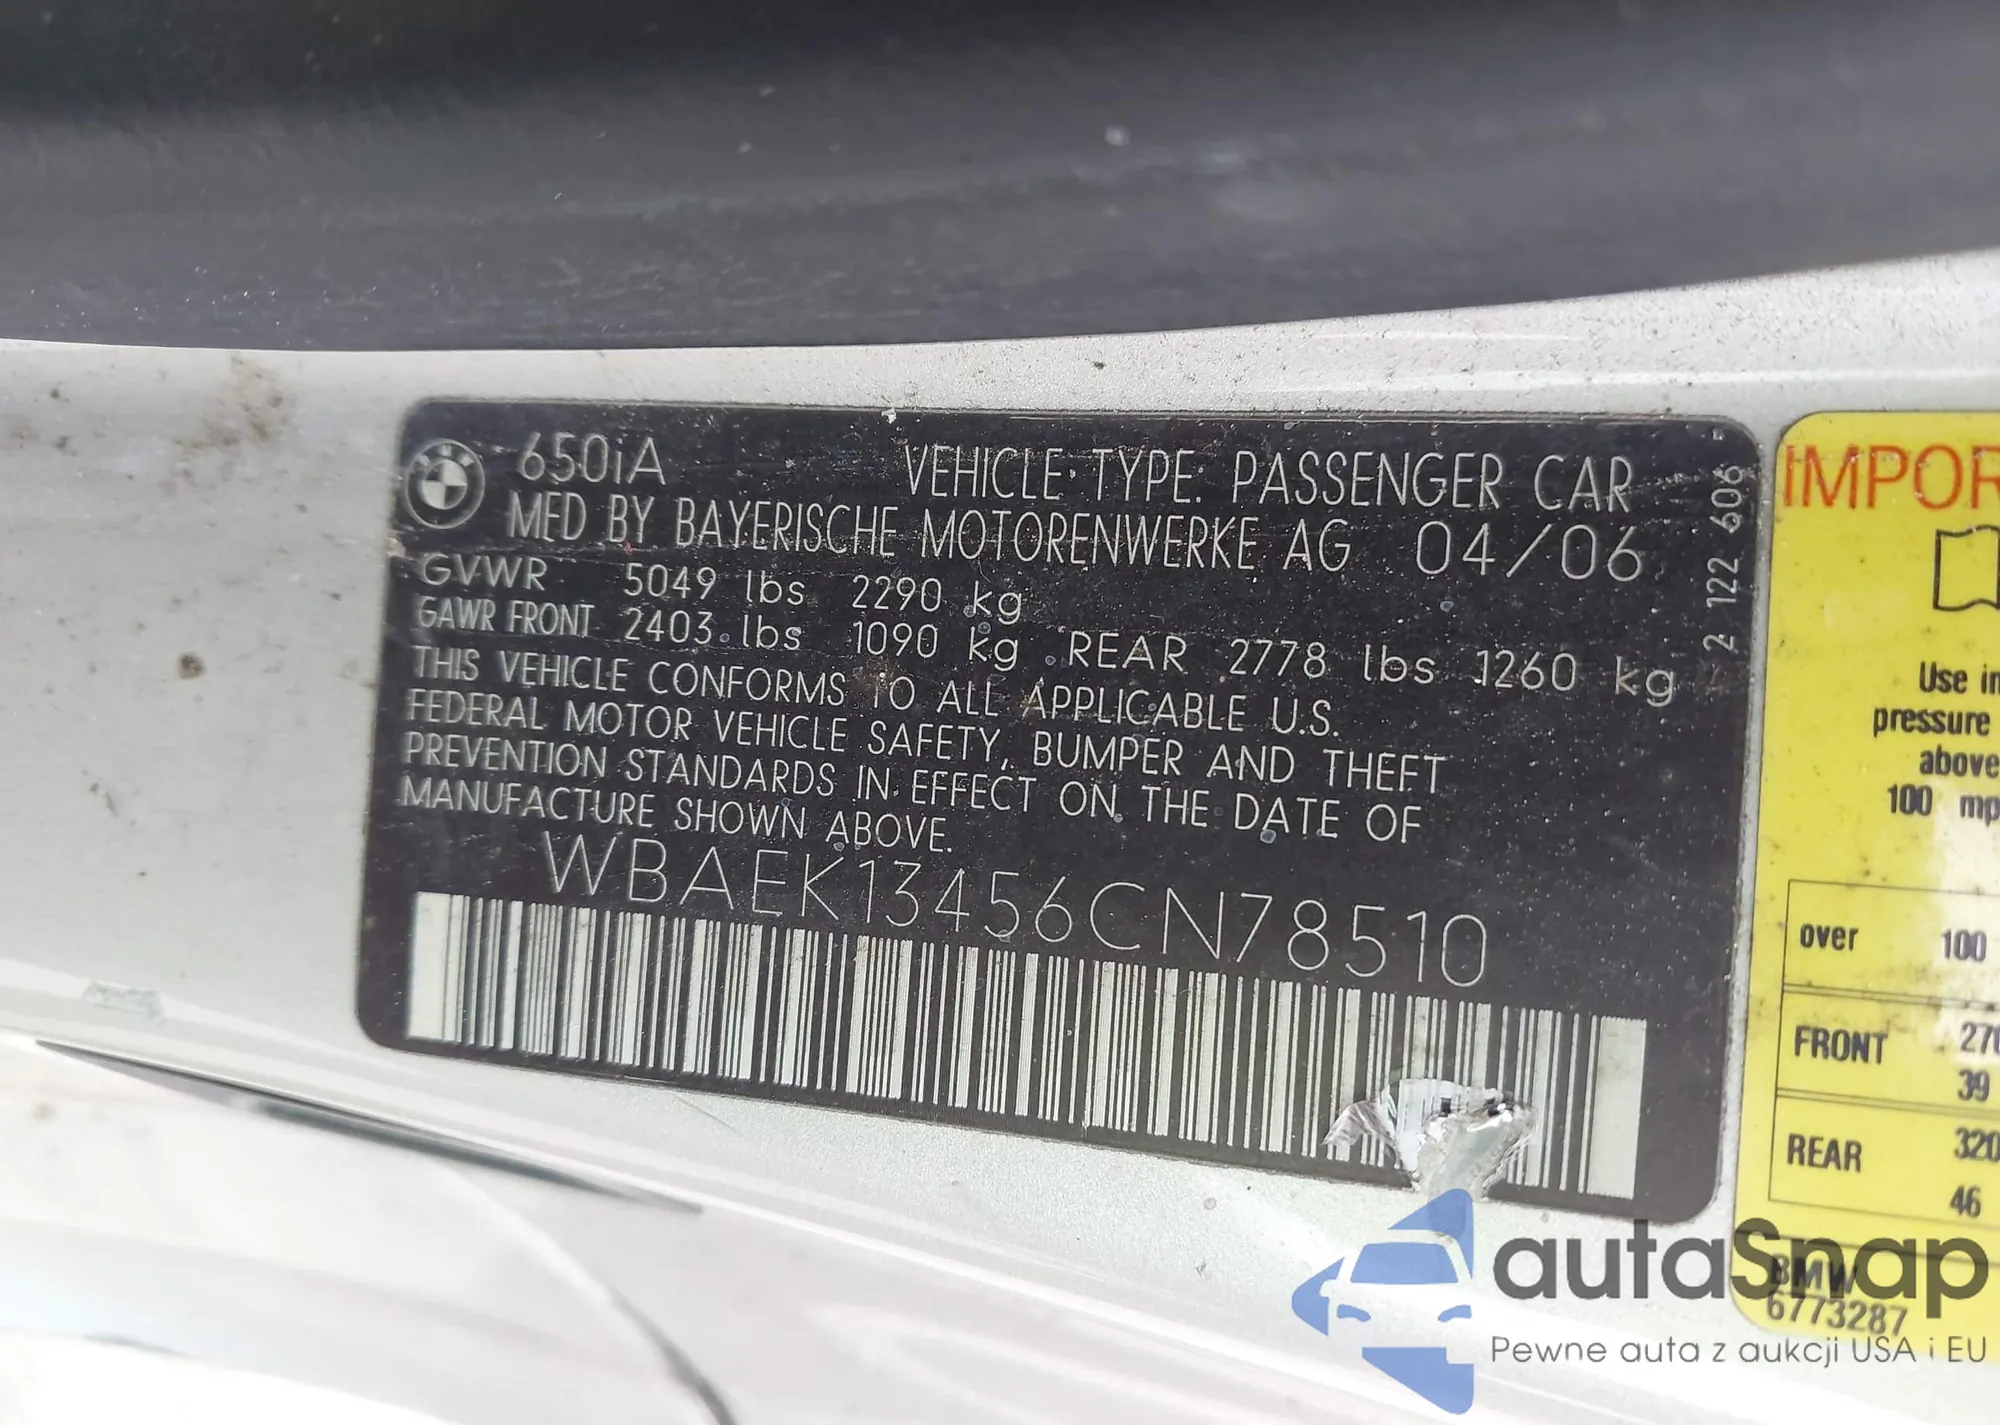 650iA VEHICLE TYPE: PASSENGER CAR
MFD BY BAYERISCHE MOTORENWERKE AG 04/06
GVWR 5049 lbs 2290 kg
GAWR FRONT 2403 lbs 1090 kg REAR 2778 lbs 1260 kg
THIS VEHICLE CONFORMS TO ALL APPLICABLE U.S.
FEDERAL MOTOR VEHICLE SAFETY, BUMPER AND THEFT
PREVENTION STANDARDS IN EFFECT ON THE DATE OF
MANUFACTURE SHOWN ABOVE.
WBAEK13456CN78510
2 122 606
IMPOR
Use in
pressure
above
100 mp
over 100
FRONT 270
39
REAR 320
46
BMW
6773287
autaSnap
Pewne auta z aukcji USA i EU